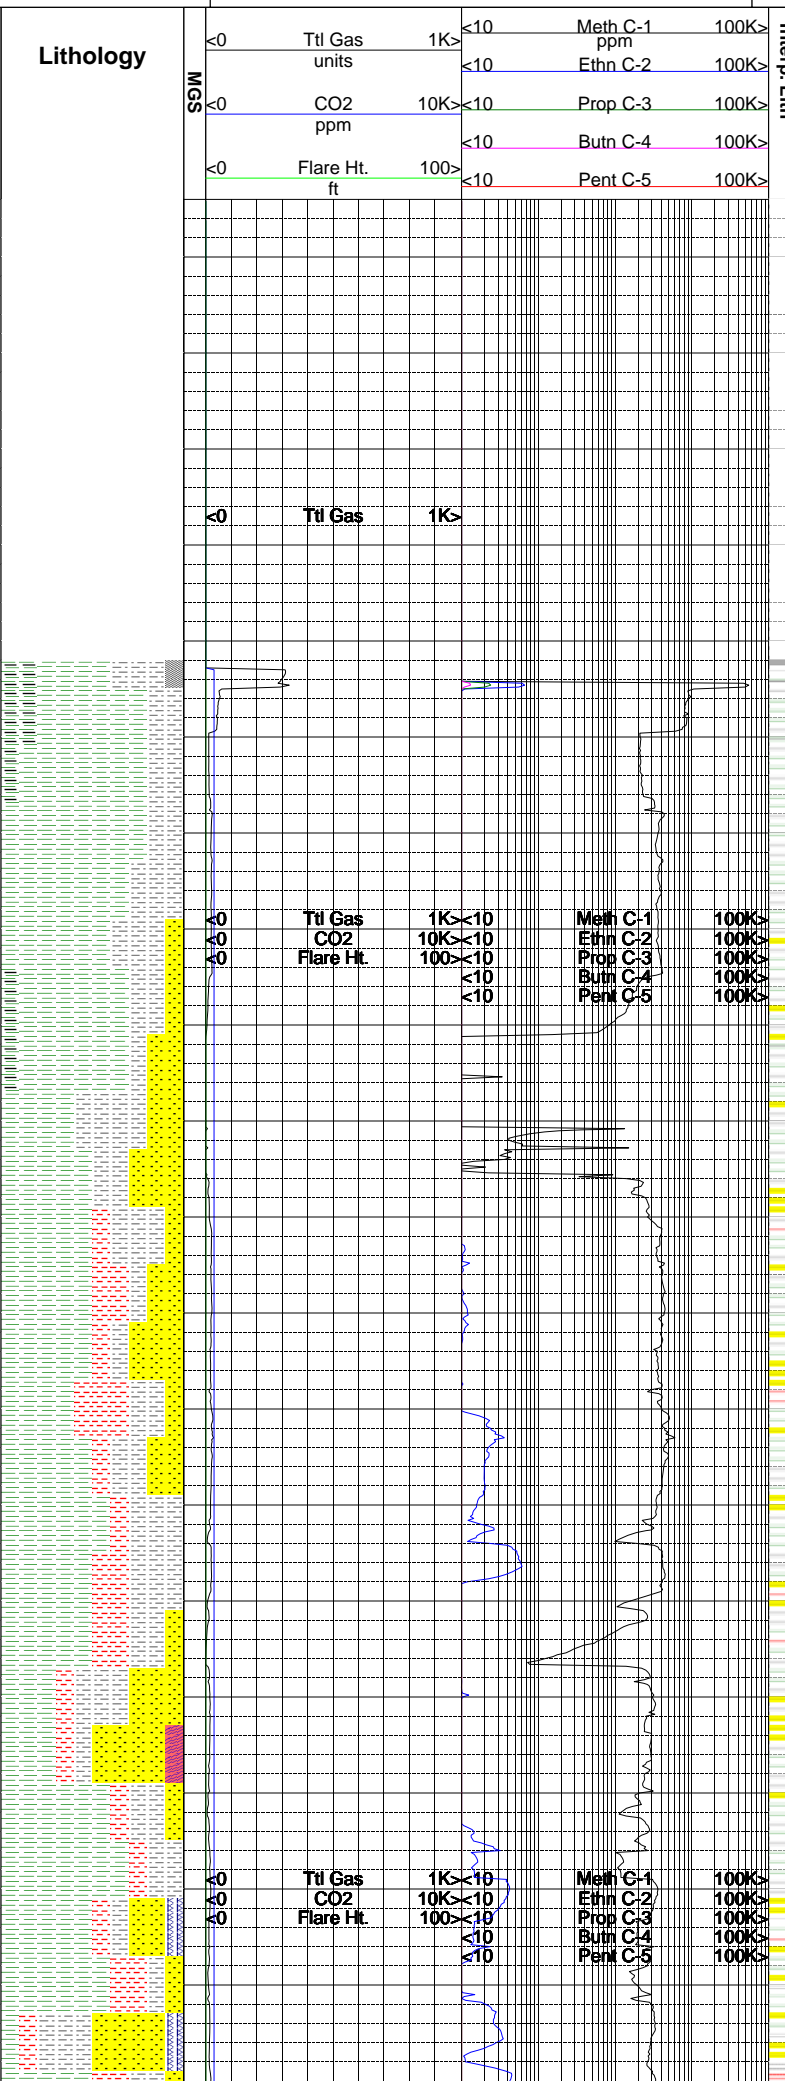 Lithology
MGS
<0 Ttl Gas 1K>
units
<0 CO2 10K>
ppm
<0 Flare Ht. 100>
ft
<10 Meth C-1 100K>
ppm
<10 Ethn C-2 100K>
<10 Prop C-3 100K>
<10 Butn C-4 100K>
<10 Pent C-5 100K>
<0 Ttl Gas 1K>
<0 Ttl Gas 1K> <10 Meth C-1 100K>
<0 CO2 10K> <10 Ethn C-2 100K>
<0 Flare Ht. 100> <10 Prop C-3 100K>
<10 Butn C-4 100K>
<10 Pent C-5 100K>
<0 Ttl Gas 1K> <10 Meth C-1 100K>
<0 CO2 10K> <10 Ethn C-2 100K>
<0 Flare Ht. 100> <10 Prop C-3 100K>
<10 Butn C-4 100K>
<10 Pent C-5 100K>